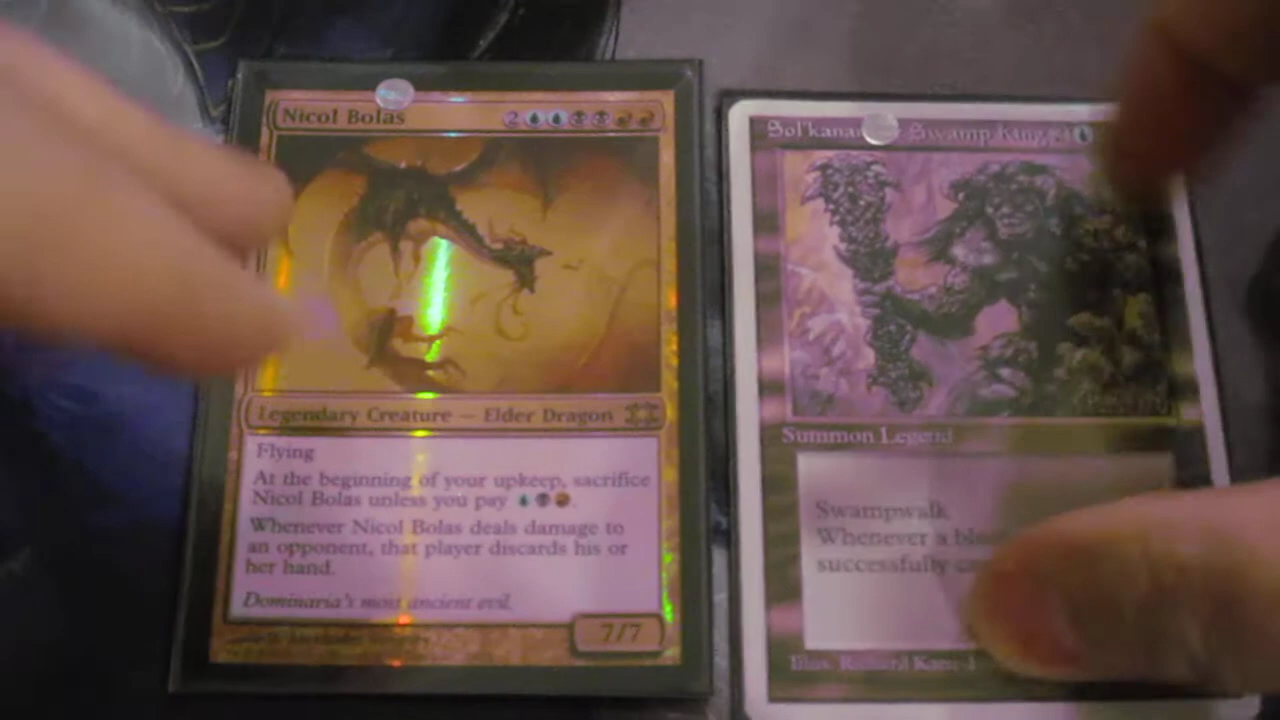 Nicol Bolas 2
Legendary Creature — Elder Dragon
Flying
At the beginning of your upkeep, sacrifice
Nicol Bolas unless you pay
Whenever Nicol Bolas deals damage to
an opponent, that player discards his or
her hand.
Dominaria's most ancient evil.
7/7
Swamp King
Summon Legend
Swampwalk
Whenever a
successfully
Illus. Richard Kane